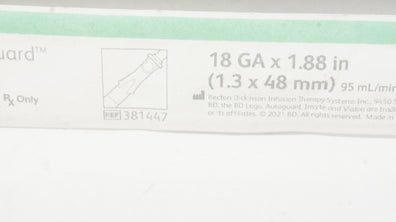 uard™
18 GA x 1.88 in
(1.3 x 48 mm) 95 mL/min
Rx Only
REF 381447
Becton Dickinson Infusion Therapy Systems Inc., 9450
BD, the BD Logo, Autoguard, Insyte and Vialon are trade
or its affiliates. © 2021 BD. All rights reserved. Made in